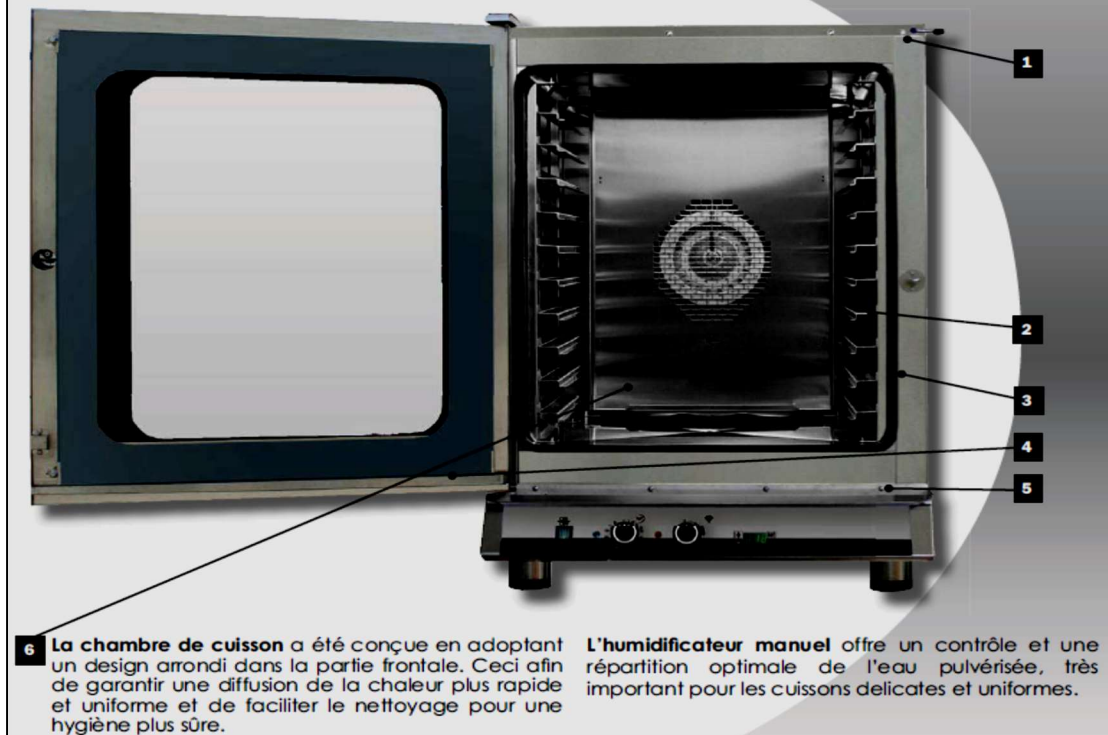 1
2
3
4
5
6 La chambre de cuisson a été conçue en adoptant
un design arrondi dans la partie frontale. Ceci afin
de garantir une diffusion de la chaleur plus rapide
et uniforme et de faciliter le nettoyage pour une
hygiène plus sûre.
L'humidificateur manuel offre un contrôle et une
répartition optimale de l'eau pulvérisée, très
important pour les cuissons delicates et uniformes.